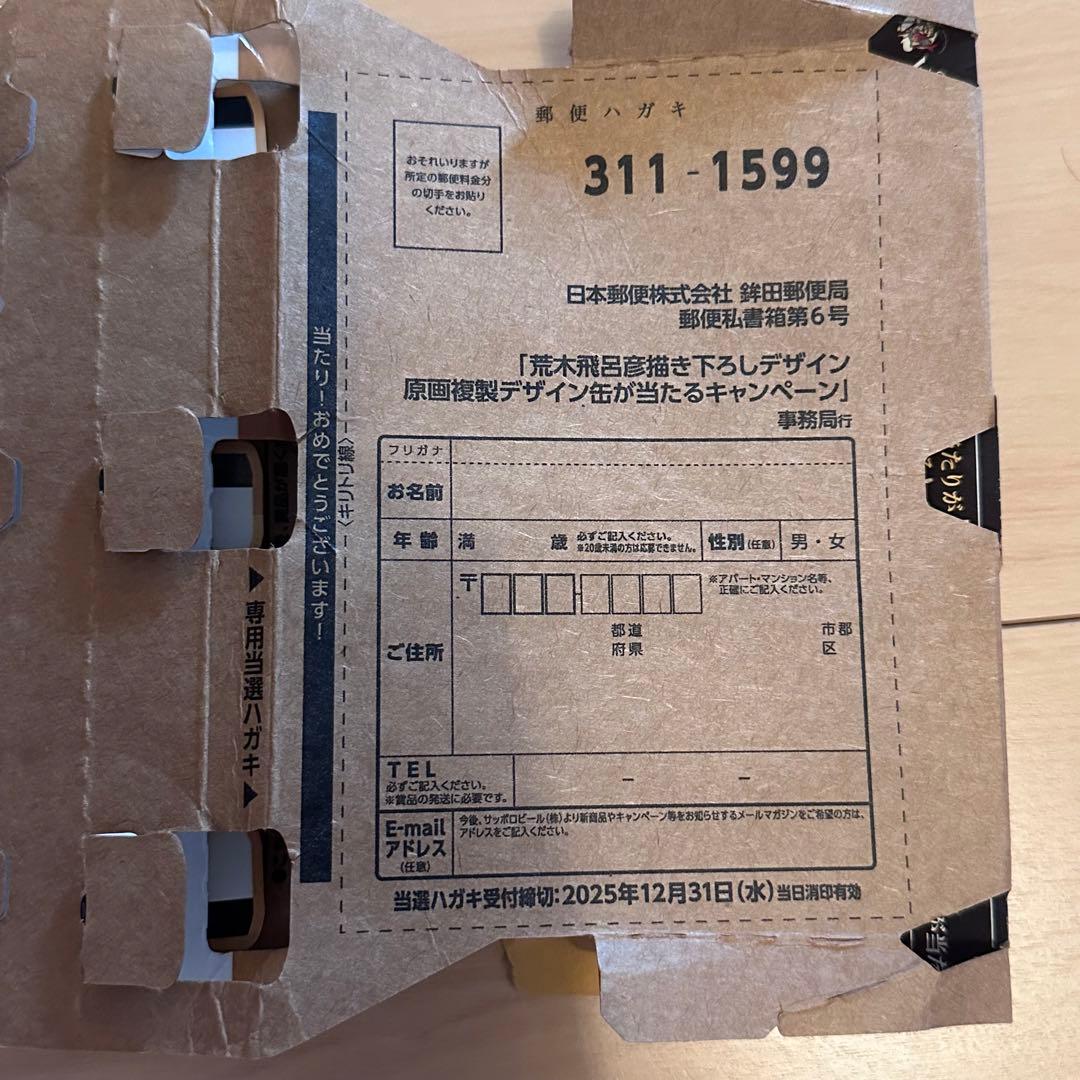 郵便ハガキ
おそれいりますが
所定の郵便料金分
の切手をお貼り
ください。
311-1599
日本郵便株式会社 鉾田郵便局
郵便私書箱第6号
「荒木飛呂彦描き下ろしデザイン
原画複製デザイン缶が当たるキャンペーン」
事務局行
フリガナ
お名前
年齢 満 歳 必ずご記入ください。
※20歳未満の方は応募できません。
性別(任意) 男・女
ご住所
〒
※アパート・マンション名等、
正確にご記入ください。
都道 市郡
府県 区
TEL
必ずご記入ください。
※賞品の発送に必要です。
- -
E-mail
アドレス
(任意)
今後、サッポロビール(株)より新商品やキャンペーン等をお知らせするメールマガジンをご希望の方は、
アドレスをご記入ください。
当選ハガキ受付締切:2025年12月31日(水)当日消印有効
〈キリトリ線〉
当たり!おめでとうございます!
▶専用当選ハガキ▶
たりが